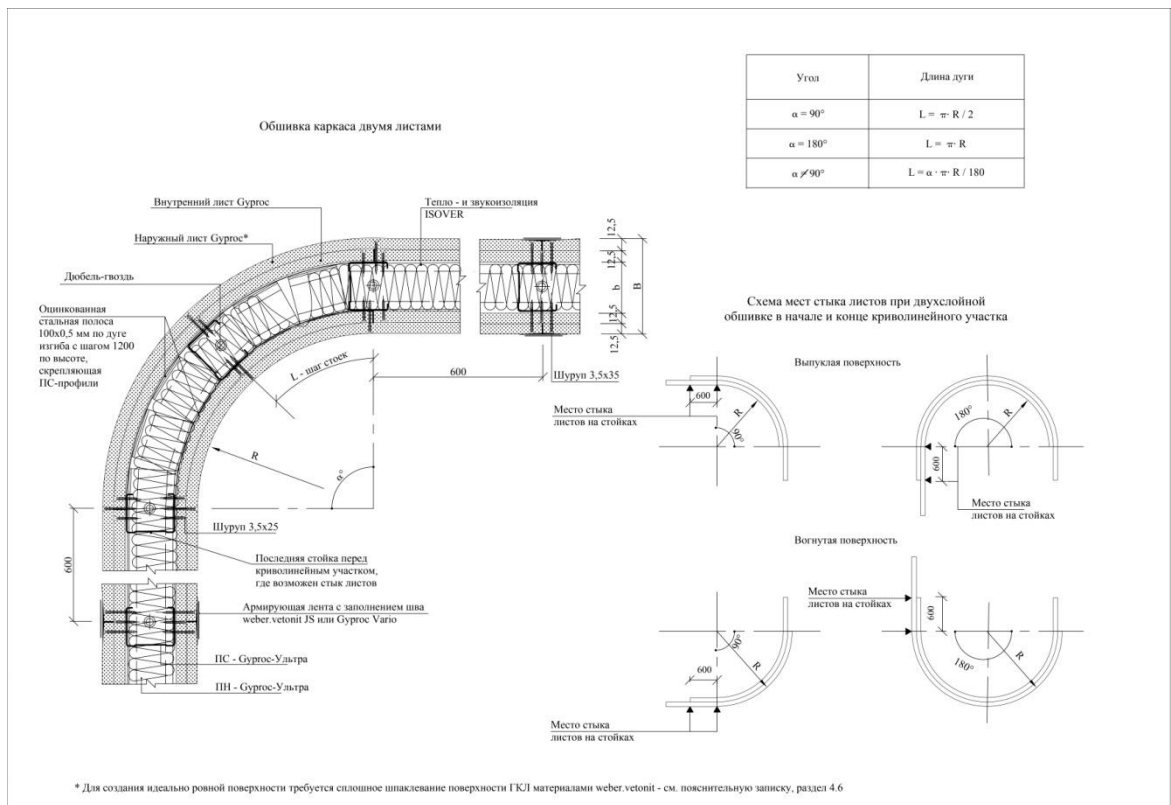 Угол
Длина дуги
α = 90°
L = π· R / 2
α = 180°
L = π· R
α ≠ 90°
L = α · π· R / 180
Обшивка каркаса двумя листами
Внутренний лист Gyproc
Наружный лист Gyproc*
Дюбель-гвоздь
Оцинкованная
стальная полоса
100x0,5 мм по дуге
изгиба с шагом 1200
по высоте,
скрепляющая
ПС-профили
Тепло - и звукоизоляция
ISOVER
12,5
12,5
b
B
12,5
12,5
L - шаг стоек
600
Шуруп 3,5x35
R
α°
Шуруп 3,5x25
600
Последняя стойка перед
криволинейным участком,
где возможен стык листов
Армирующая лента с заполнением шва
weber.vetonit JS или Gyproc Vario
ПС - Gyproc-Ультра
ПН - Gyproc-Ультра
Схема мест стыка листов при двухслойной
обшивке в начале и конце криволинейного участка
Выпуклая поверхность
600
R
90°
Место стыка
листов на стойках
180°
R
600
Место стыка
листов на стойках
Вогнутая поверхность
90°
600
R
Место стыка
листов на стойках
Место стыка
листов на стойках
600
180°
R
* Для создания идеально ровной поверхности требуется сплошное шпаклевание поверхности ГКЛ материалами weber.vetonit - см. пояснительную записку, раздел 4.6